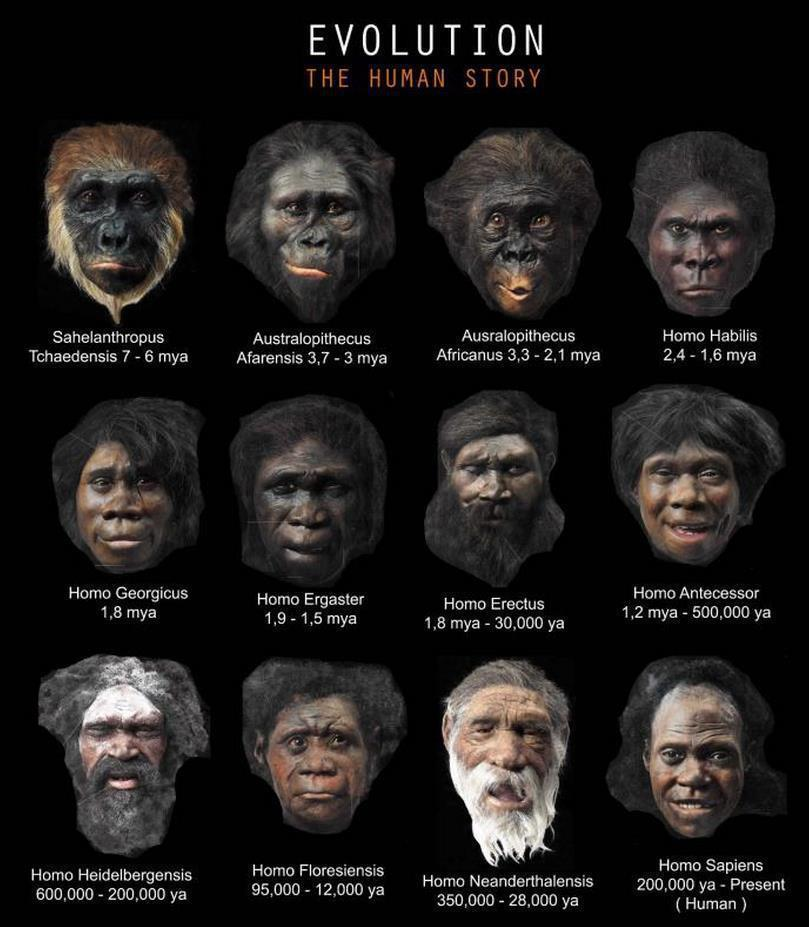 EVOLUTION
THE HUMAN STORY
Sahelanthropus
Tchaedensis 7 - 6 mya
Australopithecus
Afarensis 3,7 - 3 mya
Ausralopithecus
Africanus 3,3 - 2,1 mya
Homo Habilis
2,4 - 1,6 mya
Homo Georgicus
1,8 mya
Homo Ergaster
1,9 - 1,5 mya
Homo Erectus
1,8 mya - 30,000 ya
Homo Antecessor
1,2 mya - 500,000 ya
Homo Heidelbergensis
600,000 - 200,000 ya
Homo Floresiensis
95,000 - 12,000 ya
Homo Neanderthalensis
350,000 - 28,000 ya
Homo Sapiens
200,000 ya - Present
( Human )